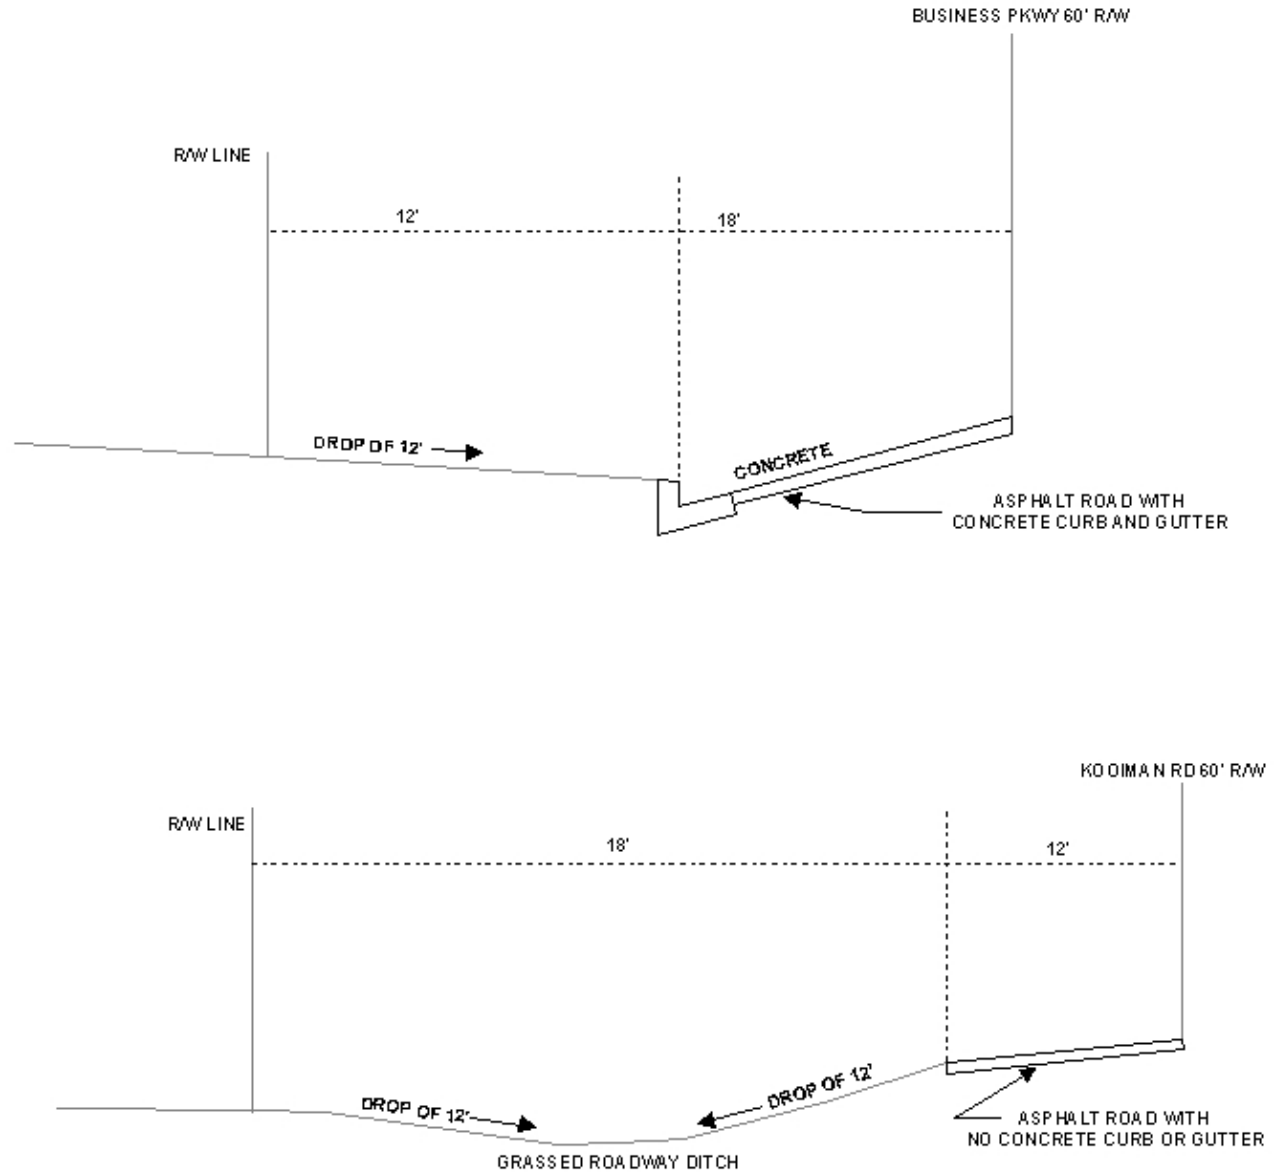 BUSINESS PKWY 60' R/W
R/W LINE
12'
18'
DROP OF 12'
CONCRETE
ASPHALT ROAD WITH
CONCRETE CURB AND GUTTER
KOOIMAN RD 60' R/W
R/W LINE
18'
12'
DROP OF 12'
DROP OF 12'
ASPHALT ROAD WITH
NO CONCRETE CURB OR GUTTER
GRASSED ROADWAY DITCH